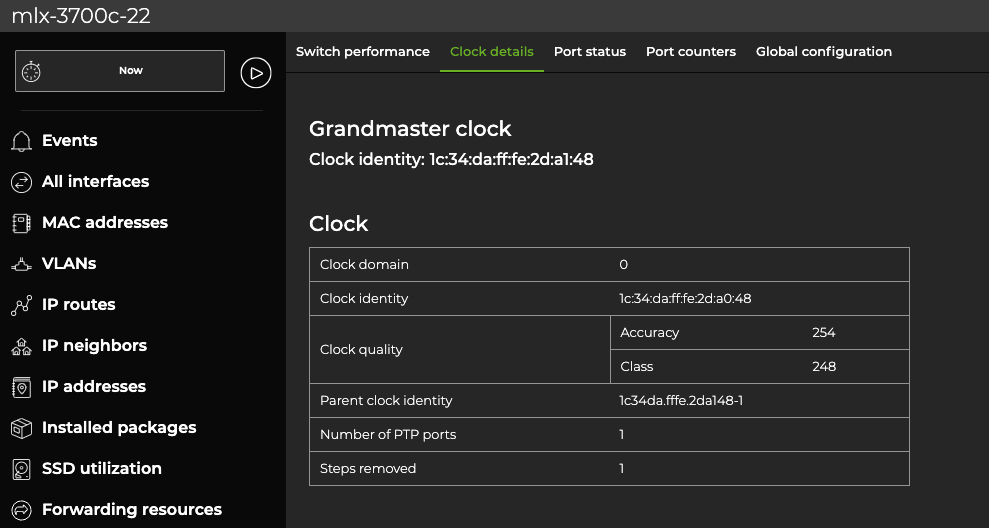 mlx-3700c-22
Now
Events
All interfaces
MAC addresses
VLANs
IP routes
IP neighbors
IP addresses
Installed packages
SSD utilization
Forwarding resources
Switch performance Clock details Port status Port counters Global configuration
Grandmaster clock
Clock identity: 1c:34:da:ff:fe:2d:a1:48
Clock
Clock domain 0
Clock identity 1c:34:da:ff:fe:2d:a0:48
Clock quality
Accuracy 254
Class 248
Parent clock identity 1c34da.fffe.2da148-1
Number of PTP ports 1
Steps removed 1